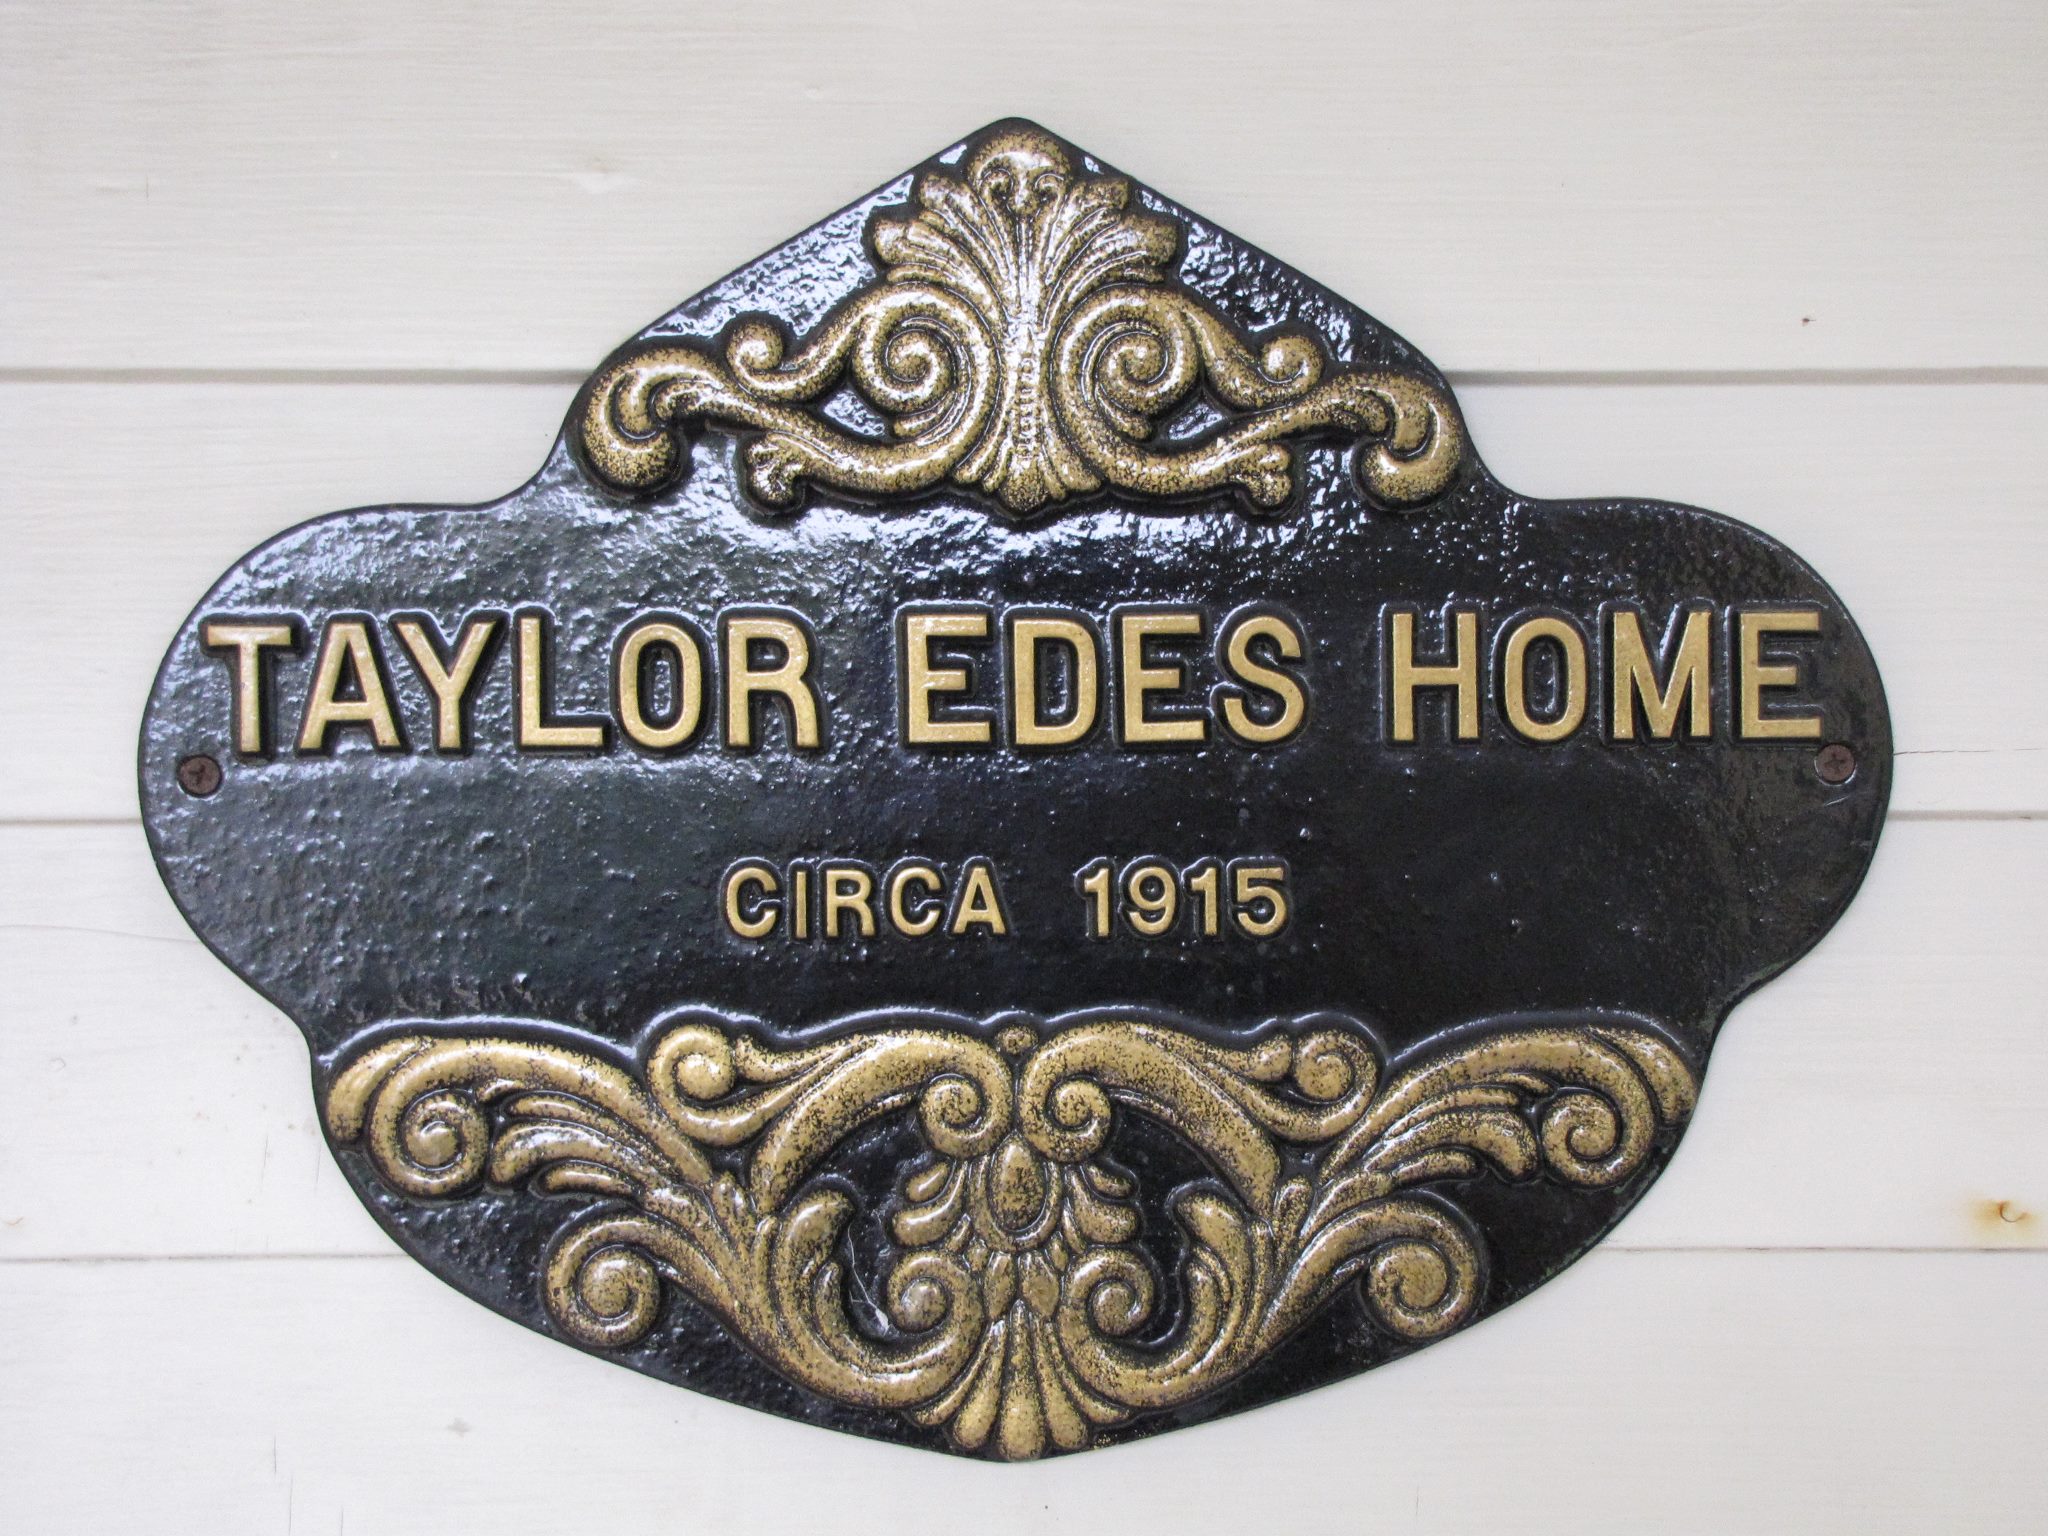 TAYLOR EDES HOME
CIRCA 1915